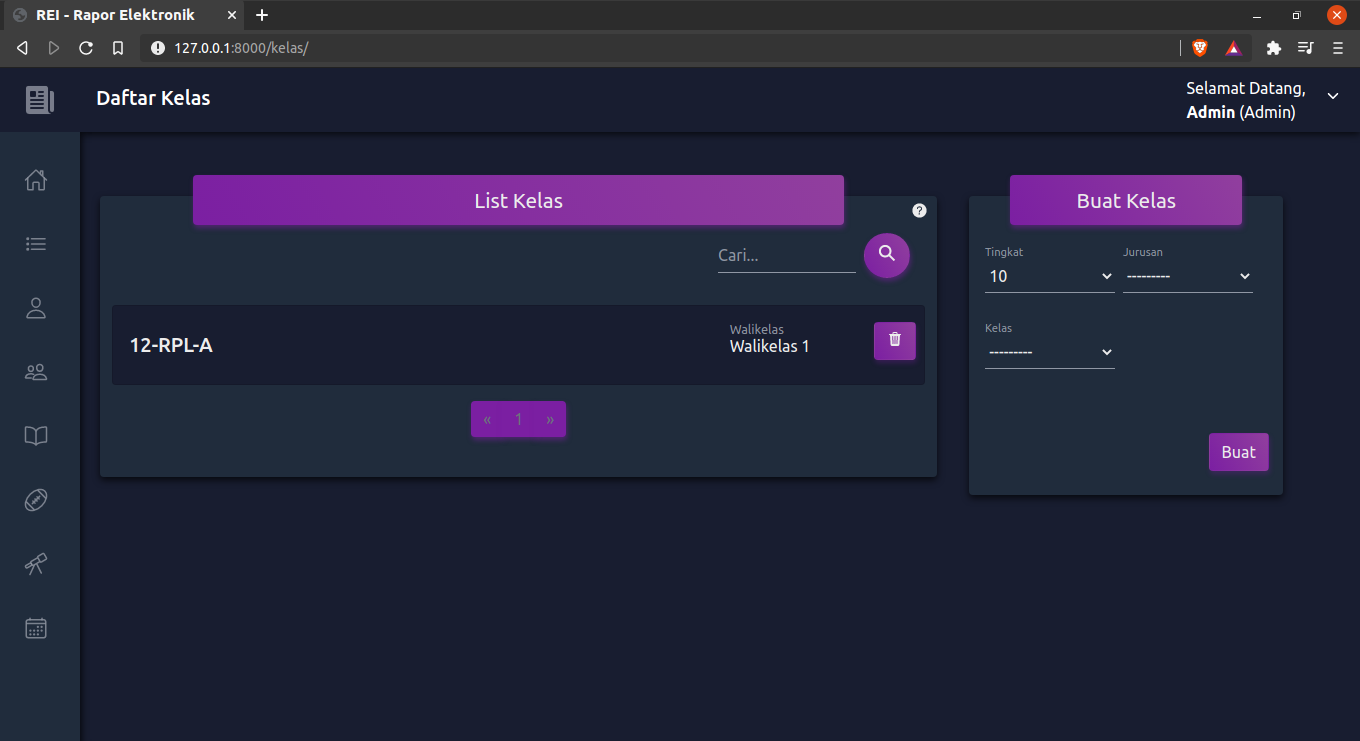 REI - Rapor Elektronik
127.0.0.1:8000/kelas/
Daftar Kelas
Selamat Datang,
Admin (Admin)
List Kelas
?
Cari...
12-RPL-A
Walikelas
Walikelas 1
« 1 »
Buat Kelas
Tingkat Jurusan
10 ---------
Kelas
---------
Buat